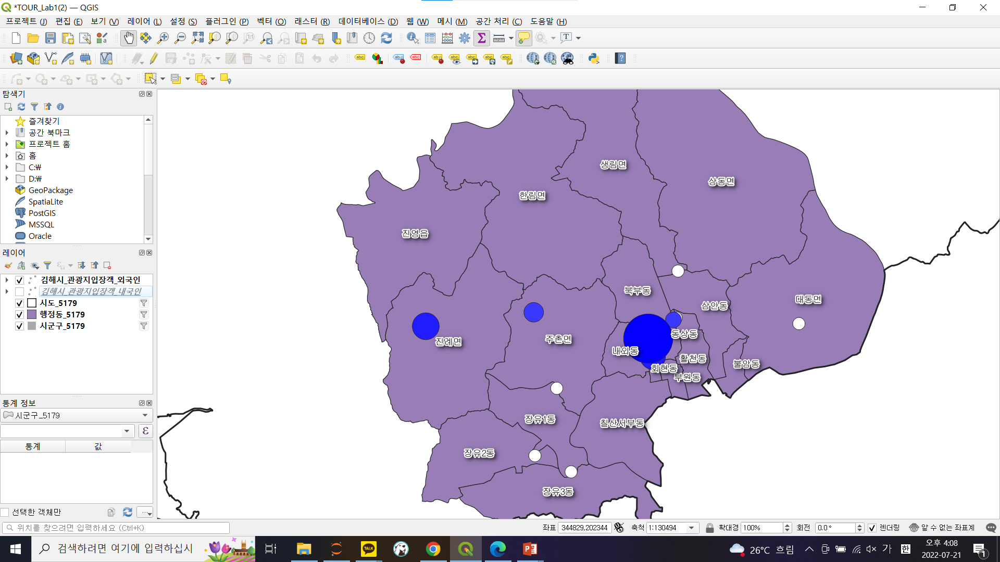 *TOUR_Lab1(2) — QGIS
프로젝트 (J) 편집 (E) 보기 (V) 레이어 (L) 설정 (S) 플러그인 (P) 벡터 (O) 래스터 (R) 데이터베이스 (D) 웹 (W) 메시 (M) 공간 처리 (C) 도움말 (H)
탐색기
즐겨찾기
공간 북마크
프로젝트 홈
홈
C:\
D:\
GeoPackage
SpatiaLite
PostGIS
MSSQL
Oracle
레이어
김해시_관광지입장객_외국인
김해시_관광지입장객_내국인
시도_5179
행정동_5179
시군구_5179
통계 정보
시군구_5179
ε
통계 값
선택한 객체만
생림면
상동면
한림면
진영읍
북부동
대동면
삼안동
동상동
주촌면
진례면
내외동
활천동
불암동
회현동
부원동
장유1동
칠산서부동
장유2동
장유3동
위치를 찾으려면 입력하세요 (Ctrl+K)
좌표 344829,202344 축척 1:130494 확대경 100% 회전 0.0 ° 렌더링 알 수 없는 좌표계
검색하려면 여기에 입력하십시
TALK
26°C 흐림
가 한
오후 4:08
2022-07-21
1